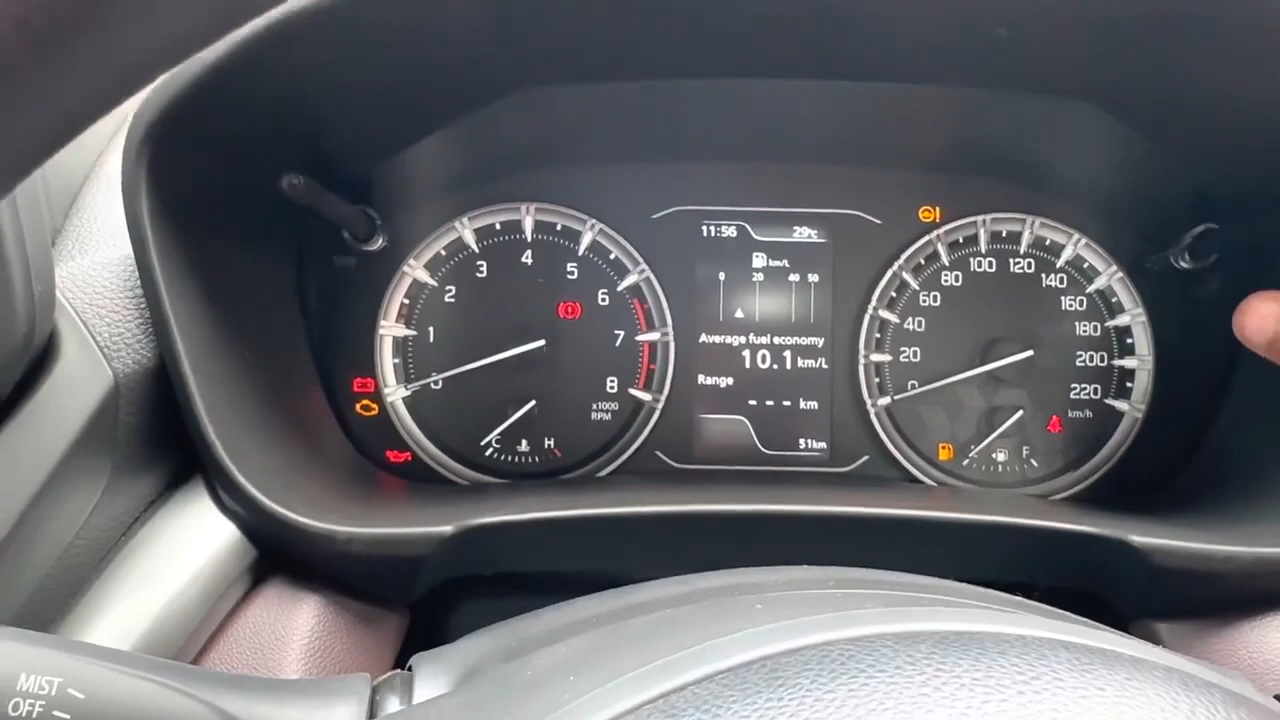 0
1
2
3
4
5
6
7
8
x1000
RPM
C
H
11:56 29℃
km/L
0 20 40 50
Average fuel economy
10.1 km/L
Range
--- km
51km
0
20
40
60
80
100
120
140
160
180
200
220
km/h
F
MIST
OFF